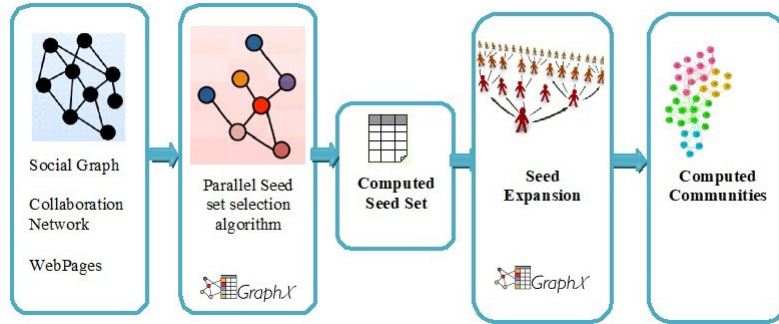 Social Graph
Collaboration
Network
WebPages
Parallel Seed
set selection
algorithm
GraphX
Computed
Seed Set
Seed
Expansion
GraphX
Computed
Communities